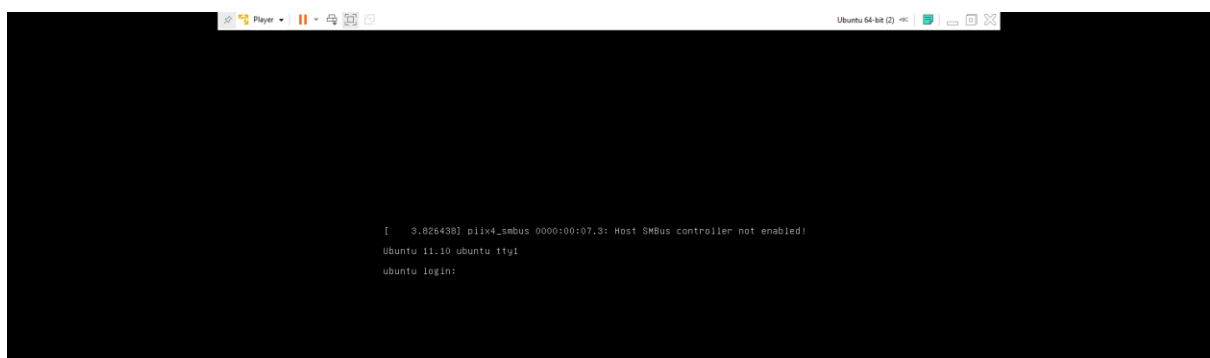 Player
Ubuntu 64-bit (2)
[    3.826438] piix4_smbus 0000:00:07.3: Host SMBus controller not enabled!
Ubuntu 11.10 ubuntu tty1
ubuntu login: